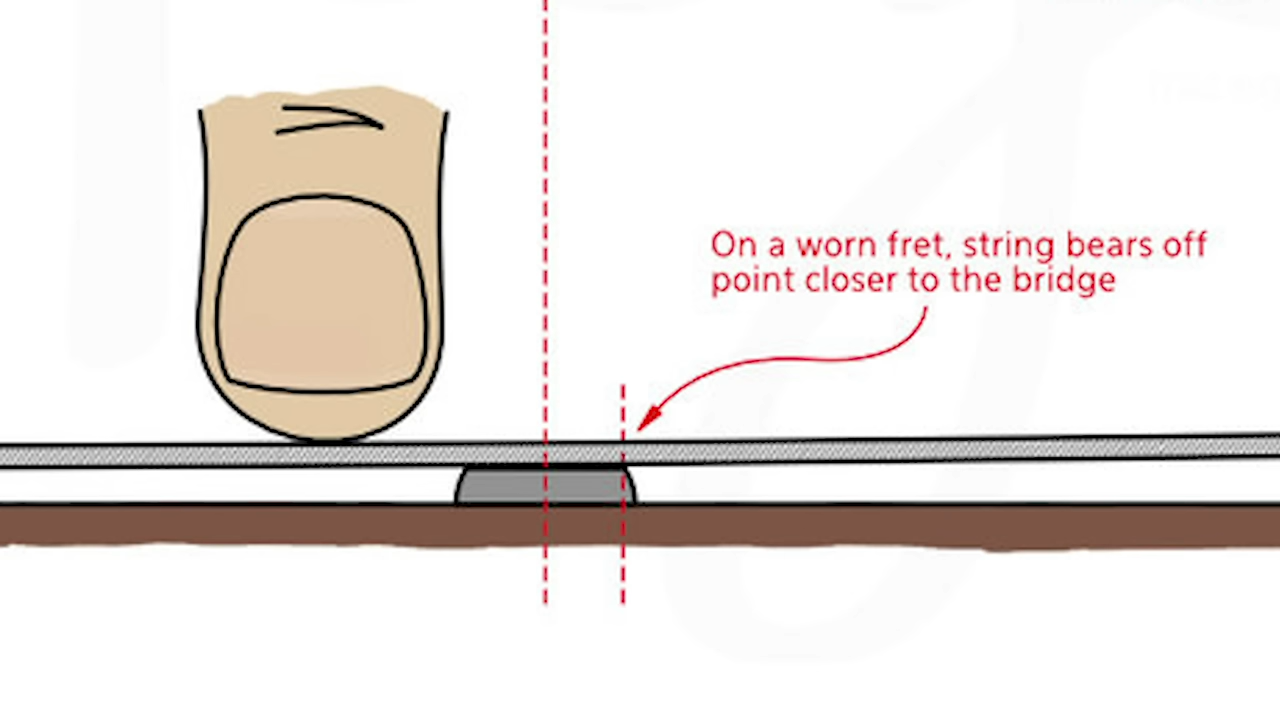 On a worn fret, string bears off
point closer to the bridge